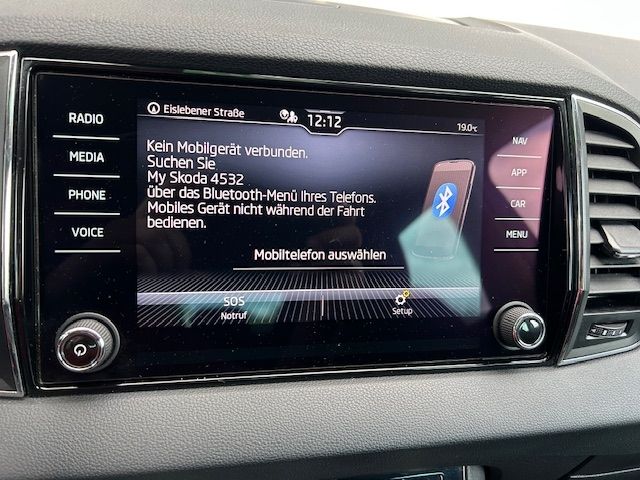 Eislebener Straße
12:12
19.0°C
RADIO
MEDIA
PHONE
VOICE
Kein Mobilgerät verbunden.
Suchen Sie
My Skoda 4532
über das Bluetooth-Menü Ihres Telefons.
Mobiles Gerät nicht während der Fahrt
bedienen.
Mobiltelefon auswählen
SOS
Notruf
Setup
NAV
APP
CAR
MENU